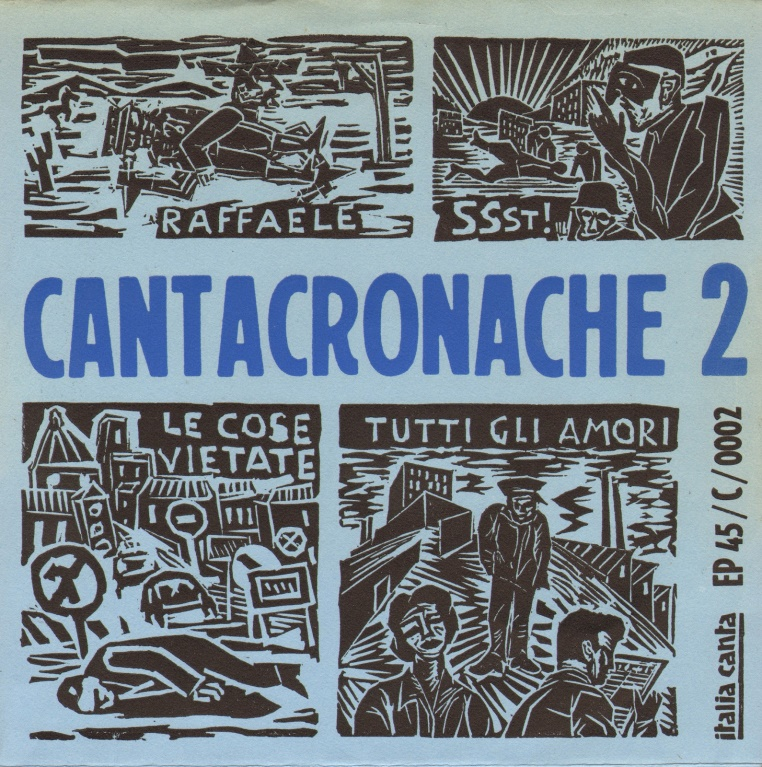 RAFFAELE
SSST!
CANTACRONACHE 2
LE COSE
VIETATE
TUTTI GLI AMORI
italia canta EP 45/C/0002